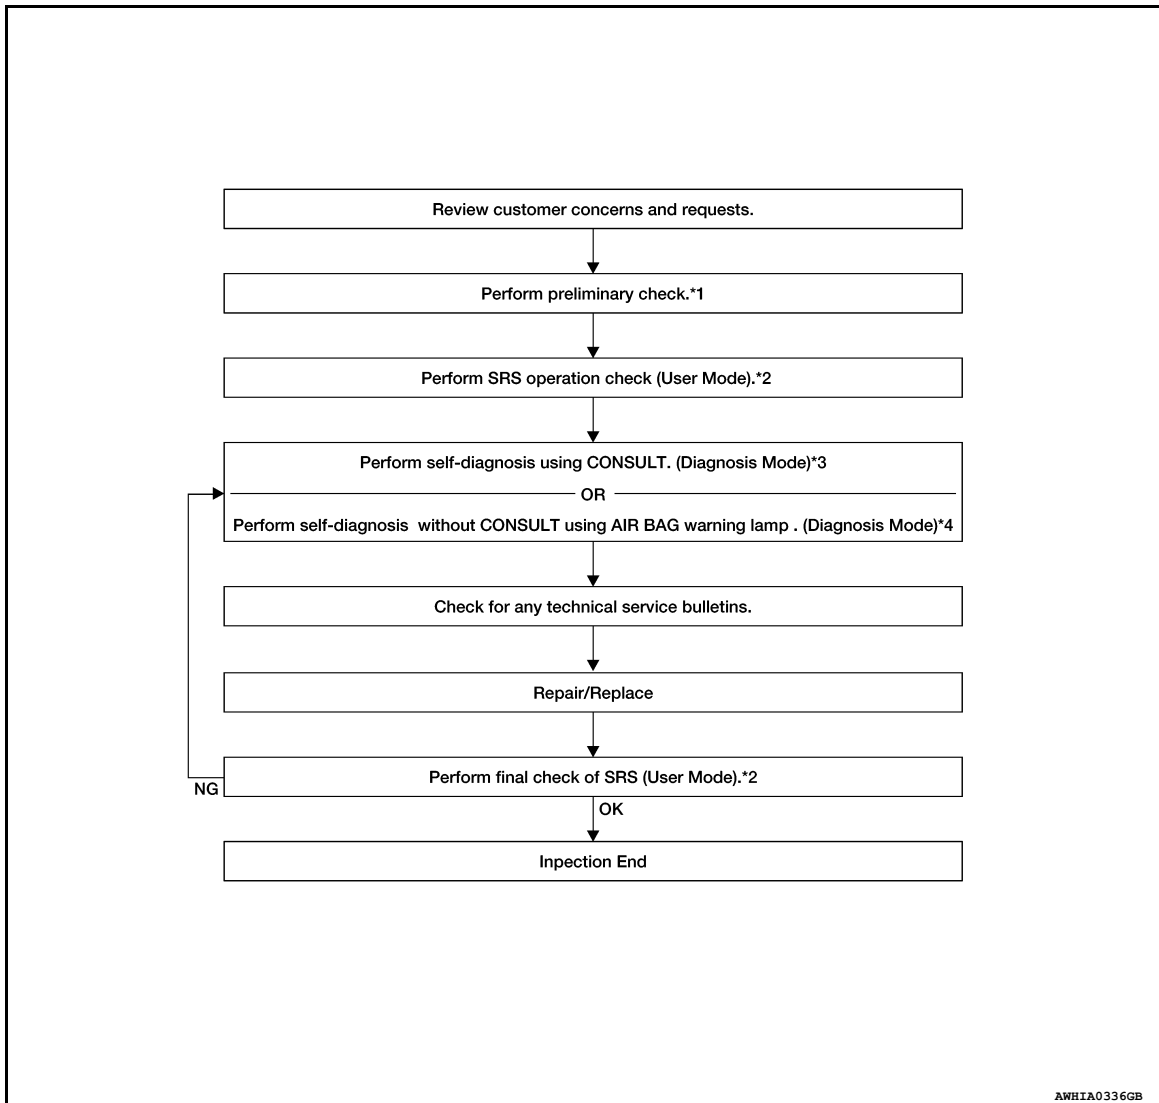 Review customer concerns and requests.
Perform preliminary check.*1
Perform SRS operation check (User Mode).*2
Perform self-diagnosis using CONSULT. (Diagnosis Mode)*3
OR
Perform self-diagnosis  without CONSULT using AIR BAG warning lamp . (Diagnosis Mode)*4
Check for any technical service bulletins.
Repair/Replace
Perform final check of SRS (User Mode).*2
NG
OK
Inpection End
AWHIA0336GB